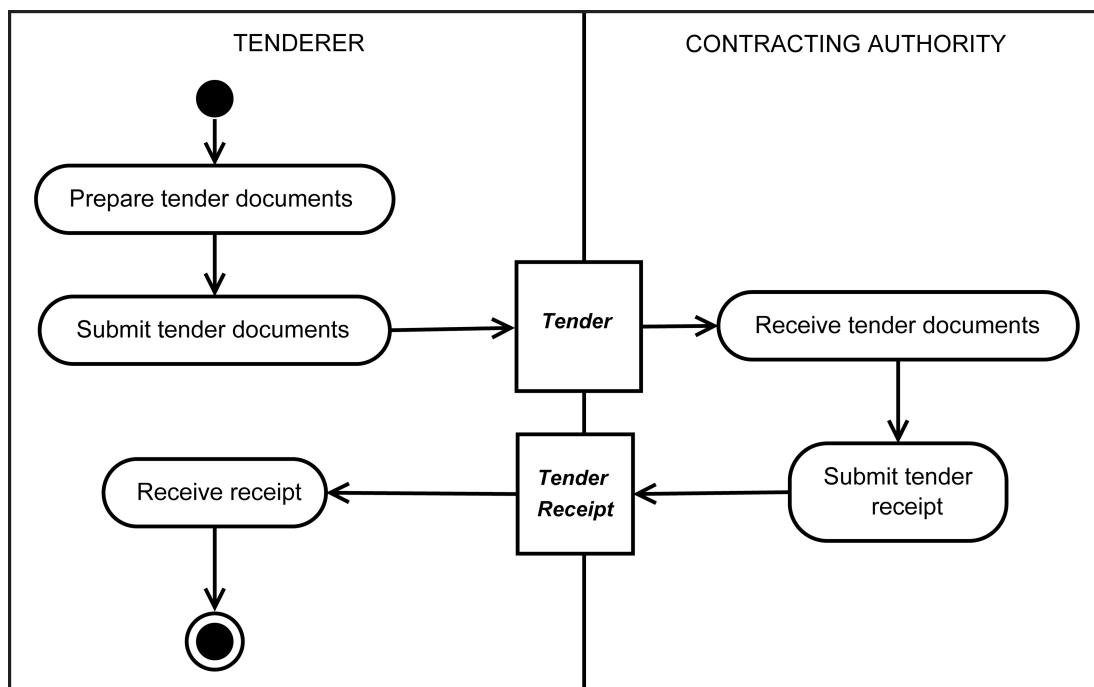 TENDERER
CONTRACTING AUTHORITY
Prepare tender documents
Submit tender documents
Tender
Receive tender documents
Submit tender
receipt
Tender
Receipt
Receive receipt